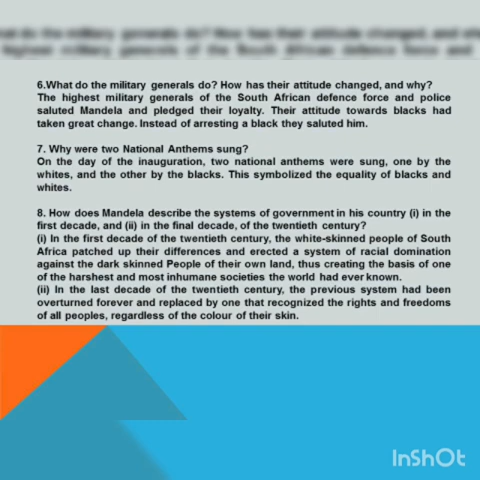 6.What do the military generals do? How has their attitude changed, and why?
The highest military generals of the South African defence force and police
saluted Mandela and pledged their loyalty. Their attitude towards blacks had
taken great change. Instead of arresting a black they saluted him.
7. Why were two National Anthems sung?
On the day of the inauguration, two national anthems were sung, one by the
whites, and the other by the blacks. This symbolized the equality of blacks and
whites.
8. How does Mandela describe the systems of government in his country (i) in the
first decade, and (ii) in the final decade, of the twentieth century?
(i) In the first decade of the twentieth century, the white-skinned people of South
Africa patched up their differences and erected a system of racial domination
against the dark skinned People of their own land, thus creating the basis of one
of the harshest and most inhumane societies the world had ever known.
(ii) In the last decade of the twentieth century, the previous system had been
overturned forever and replaced by one that recognized the rights and freedoms
of all peoples, regardless of the colour of their skin.
InShOt